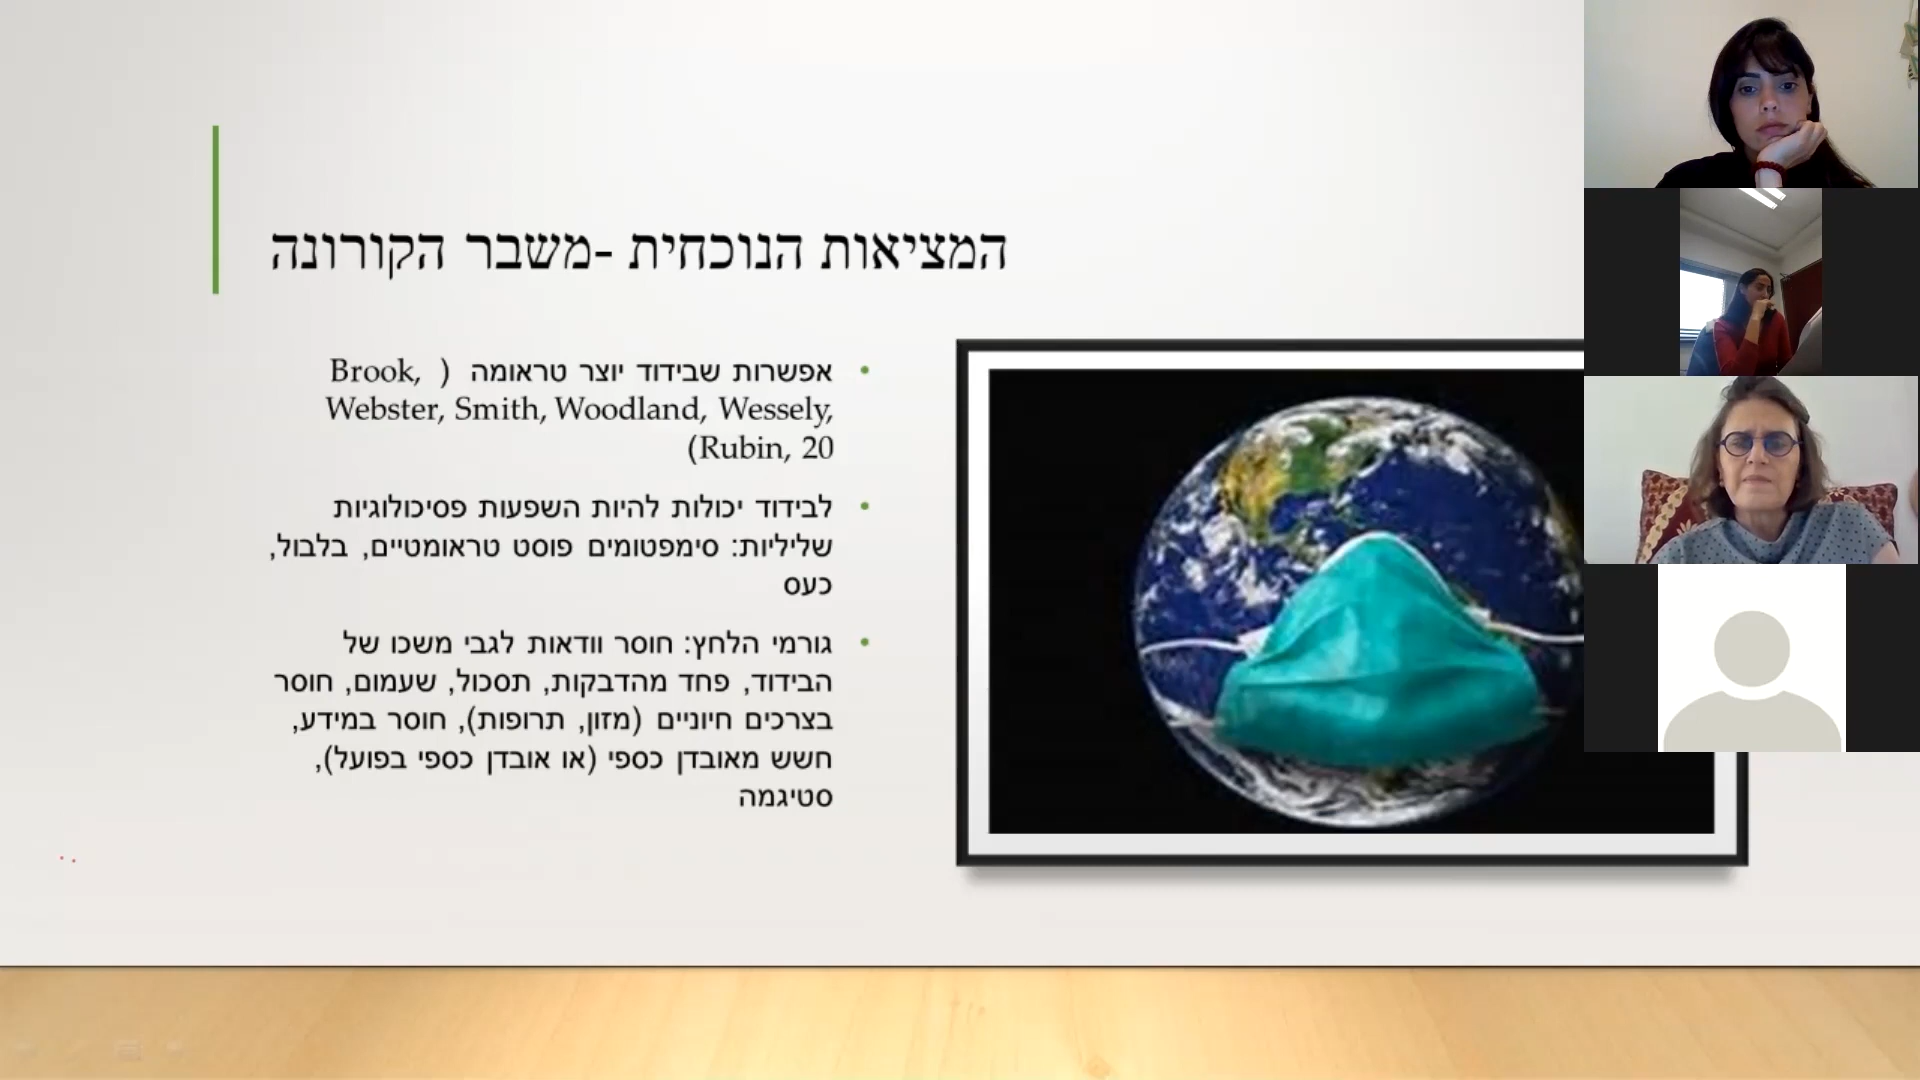 המציאות הנוכחית -משבר הקורונה
אפשרות שבידוד יוצר טראומה ( Brook,
Webster, Smith, Woodland, Wessely,
Rubin, 20)
לבידוד יכולות להיות השפעות פסיכולוגיות
שליליות: סימפטומים פוסט טראומטיים, בלבול,
כעס
גורמי הלחץ: חוסר וודאות לגבי משכו של
הבידוד, פחד מהדבקות, תסכול, שעמום, חוסר
בצרכים חיוניים (מזון, תרופות), חוסר במידע,
חשש מאובדן כספי (או אובדן כספי בפועל),
סטיגמה